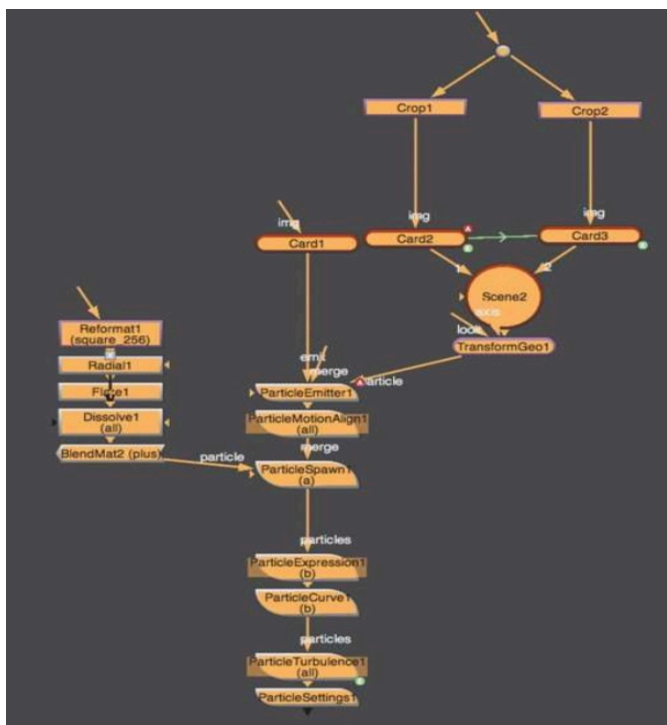 Crop1
Crop2
img
img
img
Card1
Card2
A
E
Card3
1
2
Scene2
axis
look
TransformGeo1
Reformat1
(square_256)
Radial1
Flare1
Dissolve1
(all)
BlendMat2 (plus)
emit
merge
A
article
ParticleEmitter1
ParticleMotionAlign1
(all)
merge
particle
ParticleSpawn1
(a)
particles
ParticleExpression1
(b)
ParticleCurve1
(b)
particles
ParticleTurbulence1
(all)
ParticleSettings1